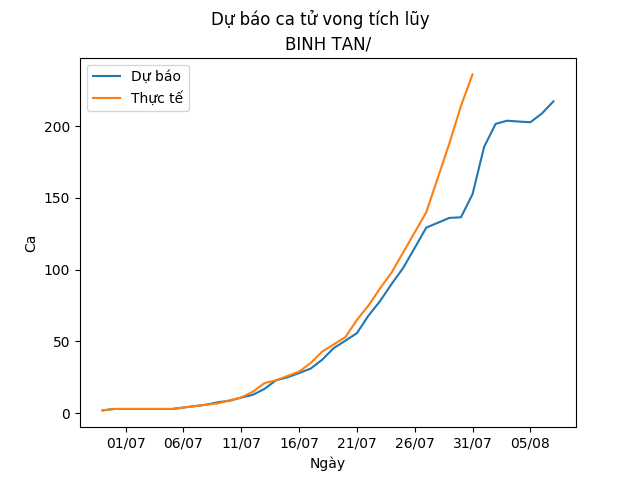 Dự báo ca tử vong tích lũy
BINH TAN/
Dự báo
Thực tế
Ca
200
150
100
50
0
01/07 06/07 11/07 16/07 21/07 26/07 31/07 05/08
Ngày